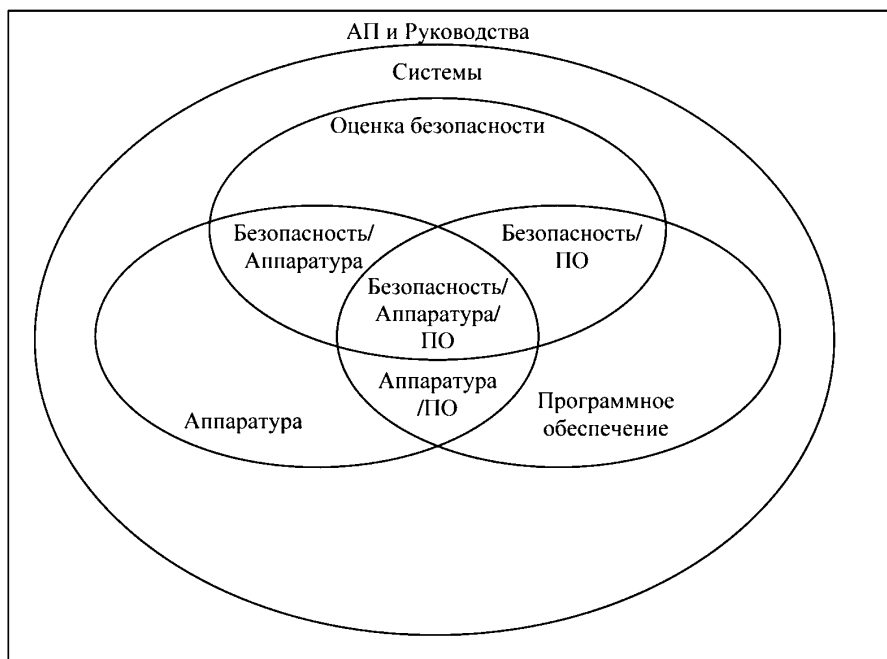 АП и Руководства
Системы
Оценка безопасности
Безопасность/
Аппаратура
Безопасность/
ПО
Безопасность/
Аппаратура/
ПО
Аппаратура
/ПО
Аппаратура
Программное
обеспечение